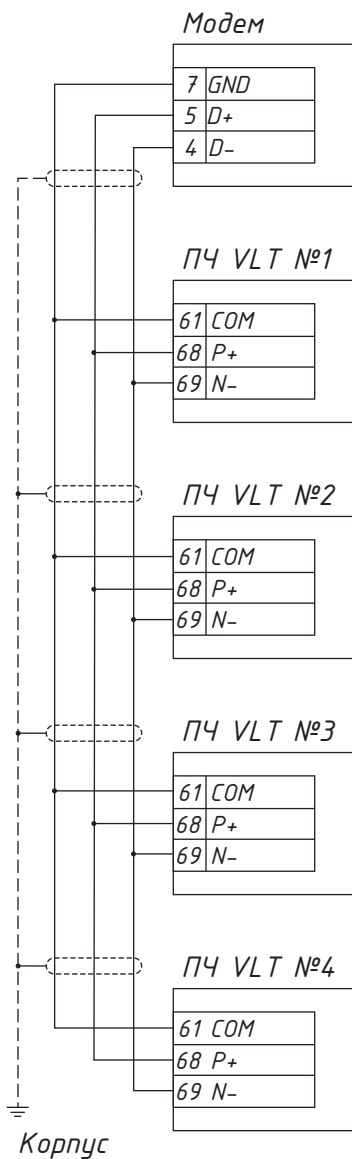 Модем
7 GND
5 D+
4 D-
ПЧ VLT №1
61 COM
68 P+
69 N-
ПЧ VLT №2
61 COM
68 P+
69 N-
ПЧ VLT №3
61 COM
68 P+
69 N-
ПЧ VLT №4
61 COM
68 P+
69 N-
Корпус